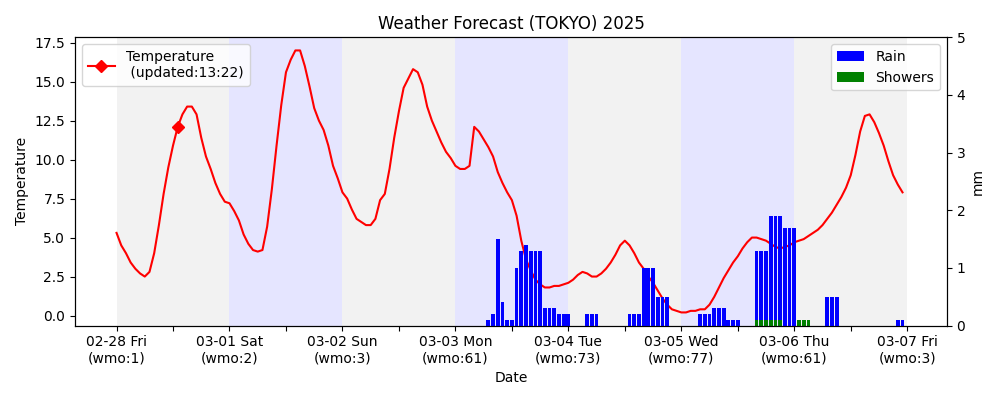 Weather Forecast (TOKYO) 2025
Temperature
(updated:13:22)
Rain
Showers
17.5
15.0
12.5
10.0
7.5
5.0
2.5
0.0
Temperature
5
4
3
2
1
0
mm
02-28 Fri
(wmo:1)
03-01 Sat
(wmo:2)
03-02 Sun
(wmo:3)
03-03 Mon
(wmo:61)
03-04 Tue
(wmo:73)
03-05 Wed
(wmo:77)
03-06 Thu
(wmo:61)
03-07 Fri
(wmo:3)
Date